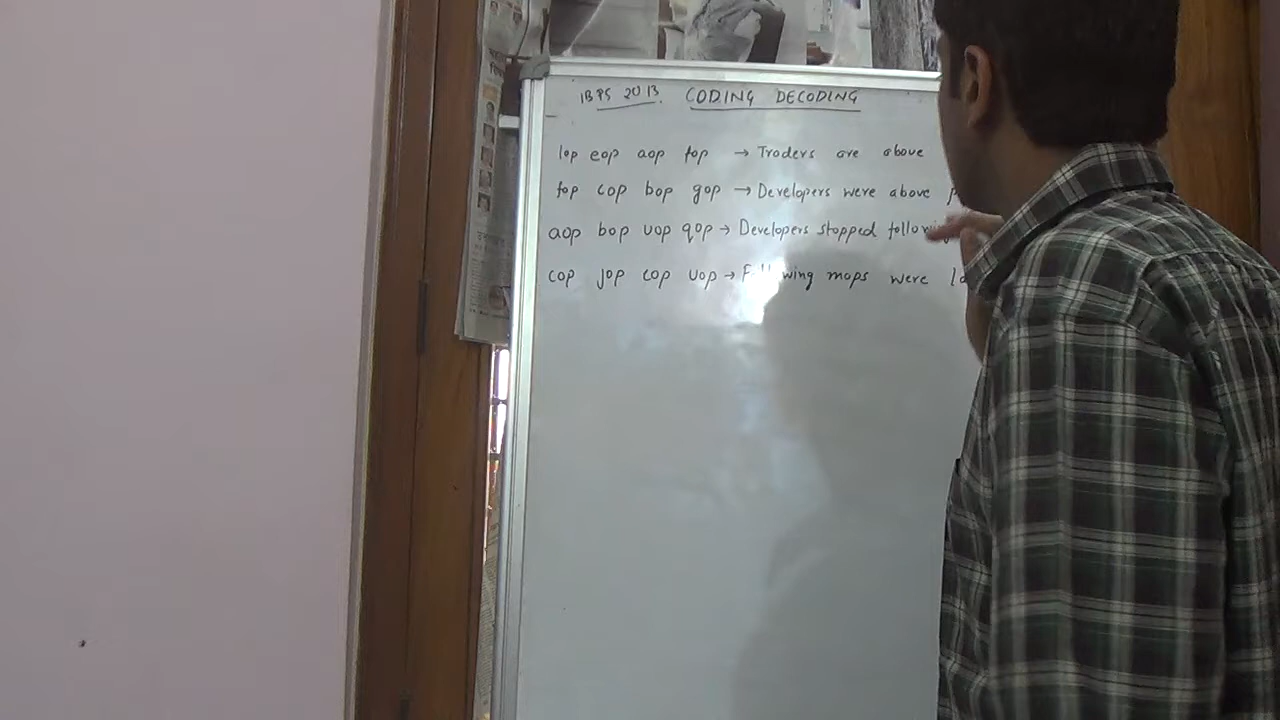 IBPS 2013. CODING DECODING
lop eop aop fop → Traders are above
fop cop bop gop → Developers were above
aop bop uop qop → Developers stopped
cop jop cop uop → mops were